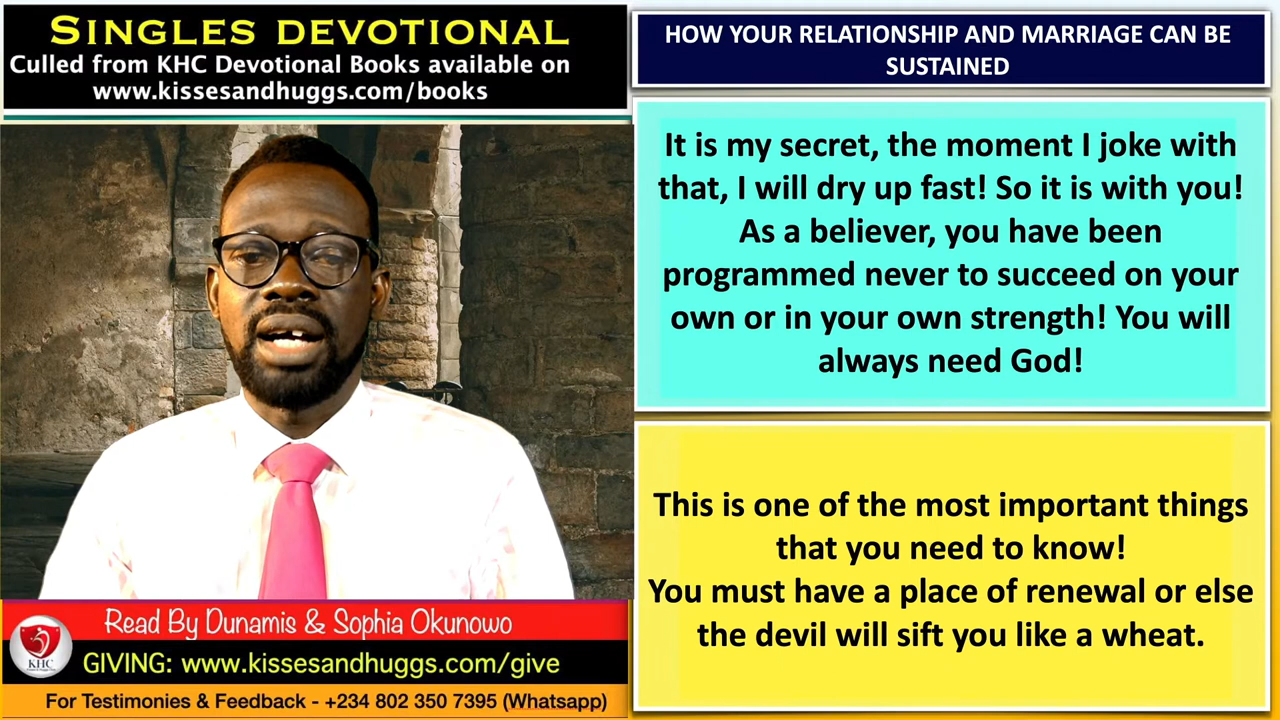 SINGLES DEVOTIONAL
Culled from KHC Devotional Books available on
www.kissesandhuggs.com/books
HOW YOUR RELATIONSHIP AND MARRIAGE CAN BE
SUSTAINED
It is my secret, the moment I joke with
that, I will dry up fast! So it is with you!
As a believer, you have been
programmed never to succeed on your
own or in your own strength! You will
always need God!
This is one of the most important things
that you need to know!
You must have a place of renewal or else
the devil will sift you like a wheat.
Read By Dunamis & Sophia Okunowo
KHC
GIVING: www.kissesandhuggs.com/give
For Testimonies & Feedback - +234 802 350 7395 (Whatsapp)